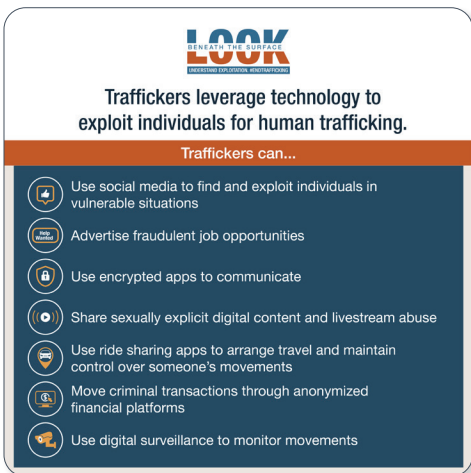 LOOK
BENEATH THE SURFACE
UNDERSTAND EXPLOITATION. #ENDTRAFFICKING
Traffickers leverage technology to
exploit individuals for human trafficking.
Traffickers can...
Use social media to find and exploit individuals in
vulnerable situations
Help
Wanted
Advertise fraudulent job opportunities
Use encrypted apps to communicate
Share sexually explicit digital content and livestream abuse
Use ride sharing apps to arrange travel and maintain
control over someone's movements
$
Move criminal transactions through anonymized
financial platforms
Use digital surveillance to monitor movements